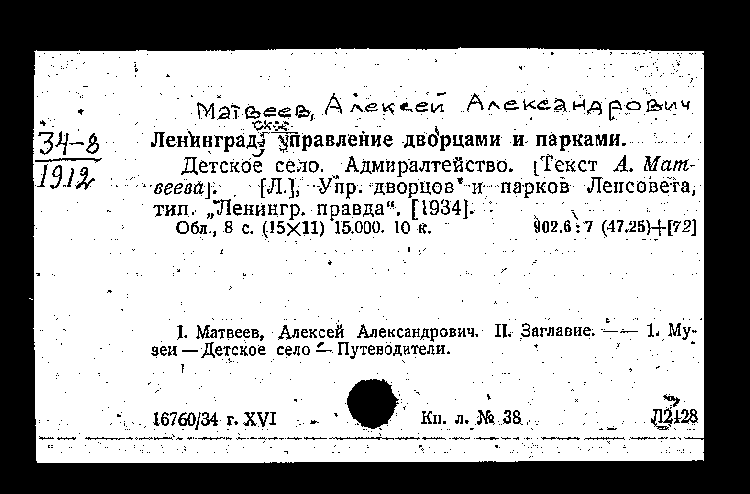 Матвеев, Алексей Александрович
34-8
1912
Ленинградское управление дворцами и парками.
Детское село. Адмиралтейство. [Текст А. Мат-
веева]. [Л.], Упр. дворцов и парков Ленсовета,
тип. „Ленингр. правда“. [1934].
Обл., 8 с. (15×11) 15.000. 10 к. 902.6:7 (47.25)+[72]
I. Матвеев, Алексей Александрович. II. Заглавие. — 1. Му-
зеи — Детское село — Путеводители.
16760/34 г. XVI Кн. л. № 38 Л2128